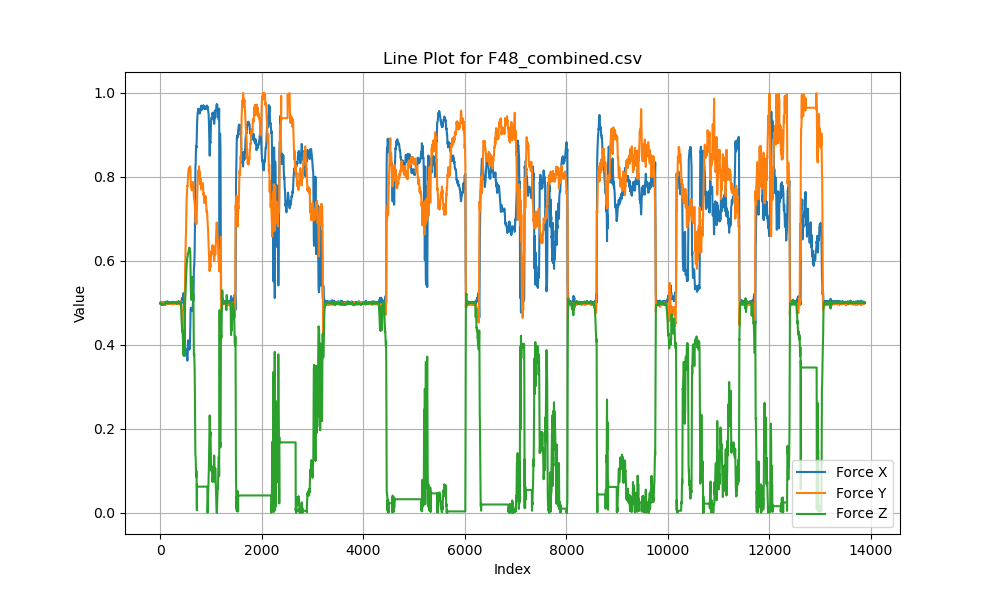 Line Plot for F48_combined.csv
1.0
0.8
0.6
0.4
0.2
0.0
Value
0 2000 4000 6000 8000 10000 12000 14000
Index
Force X
Force Y
Force Z